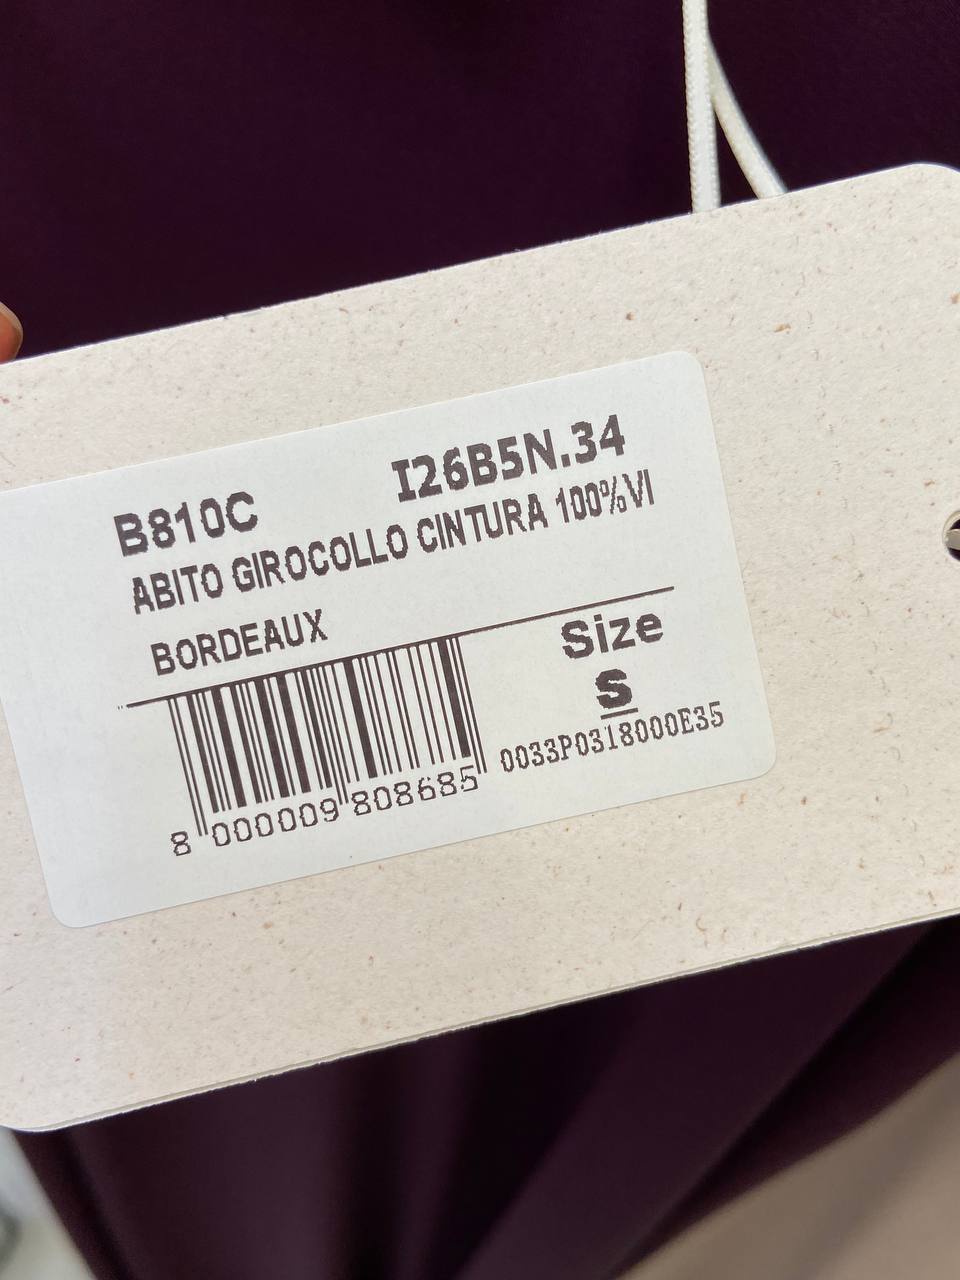 B810C I26B5N.34
ABITO GIROCOLLO CINTURA 100%VI
BORDEAUX
Size
S
0033P0318000E35
8 000009 808685